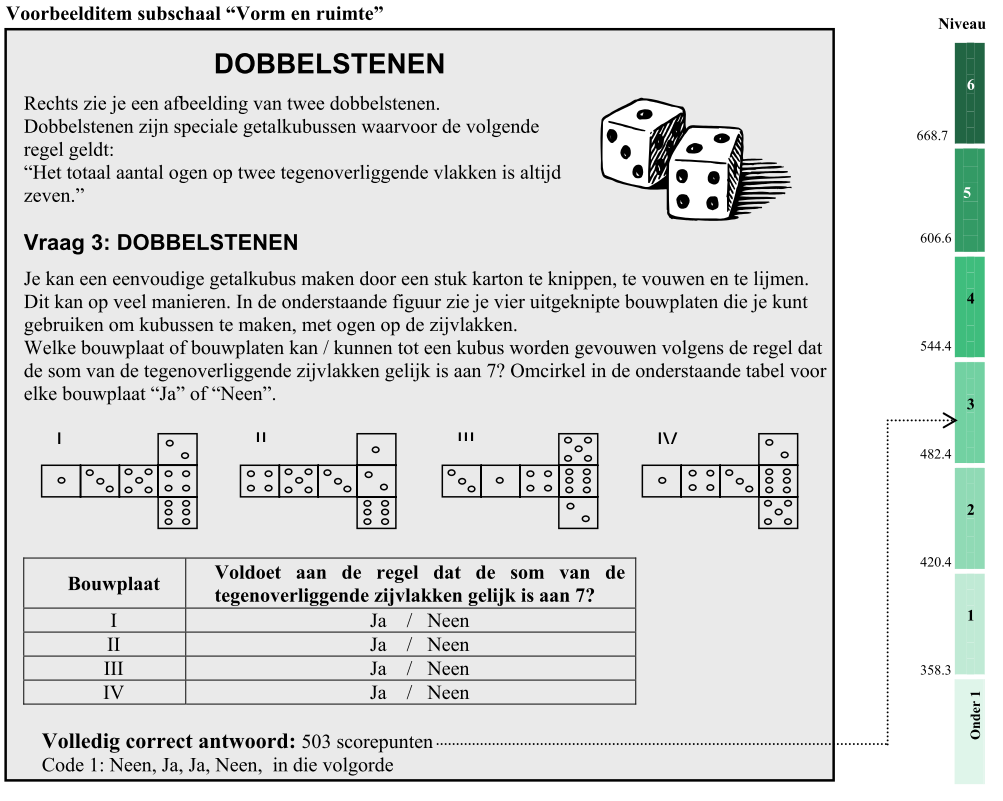 Voorbeelditem subschaal “Vorm en ruimte”
Niveau
DOBBELSTENEN
Rechts zie je een afbeelding van twee dobbelstenen.
Dobbelstenen zijn speciale getalkubussen waarvoor de volgende
regel geldt:
“Het totaal aantal ogen op twee tegenoverliggende vlakken is altijd
zeven.”
Vraag 3: DOBBELSTENEN
Je kan een eenvoudige getalkubus maken door een stuk karton te knippen, te vouwen en te lijmen.
Dit kan op veel manieren. In de onderstaande figuur zie je vier uitgeknipte bouwplaten die je kunt
gebruiken om kubussen te maken, met ogen op de zijvlakken.
Welke bouwplaat of bouwplaten kan / kunnen tot een kubus worden gevouwen volgens de regel dat
de som van de tegenoverliggende zijvlakken gelijk is aan 7? Omcirkel in de onderstaande tabel voor
elke bouwplaat “Ja” of “Neen”.
I II III IV
Bouwplaat
Voldoet aan de regel dat de som van de
tegenoverliggende zijvlakken gelijk is aan 7?
I Ja / Neen
II Ja / Neen
III Ja / Neen
IV Ja / Neen
Volledig correct antwoord: 503 scorepunten
Code 1: Neen, Ja, Ja, Neen, in die volgorde
6
668.7
5
606.6
4
544.4
3
482.4
2
420.4
1
358.3
Onder 1